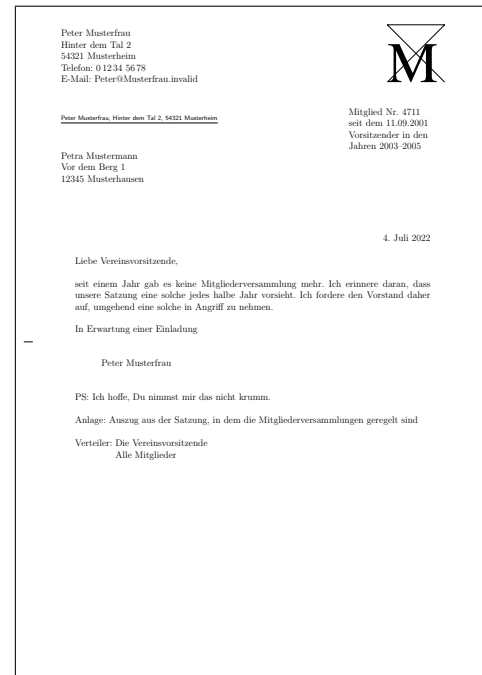 Peter Musterfrau
Hinter dem Tal 2
54321 Musterheim
Telefon: 0 12 34 56 78
E-Mail: Peter@Musterfrau.invalid
M
Peter Musterfrau, Hinter dem Tal 2, 54321 Musterheim
Mitglied Nr. 4711
seit dem 11.09.2001
Vorsitzender in den
Jahren 2003–2005
Petra Mustermann
Vor dem Berg 1
12345 Musterhausen
4. Juli 2022
Liebe Vereinsvorsitzende,
seit einem Jahr gab es keine Mitgliederversammlung mehr. Ich erinnere daran, dass
unsere Satzung eine solche jedes halbe Jahr vorsieht. Ich fordere den Vorstand daher
auf, umgehend eine solche in Angriff zu nehmen.
In Erwartung einer Einladung
Peter Musterfrau
PS: Ich hoffe, Du nimmst mir das nicht krumm.
Anlage: Auszug aus der Satzung, in dem die Mitgliederversammlungen geregelt sind
Verteiler: Die Vereinsvorsitzende
Alle Mitglieder